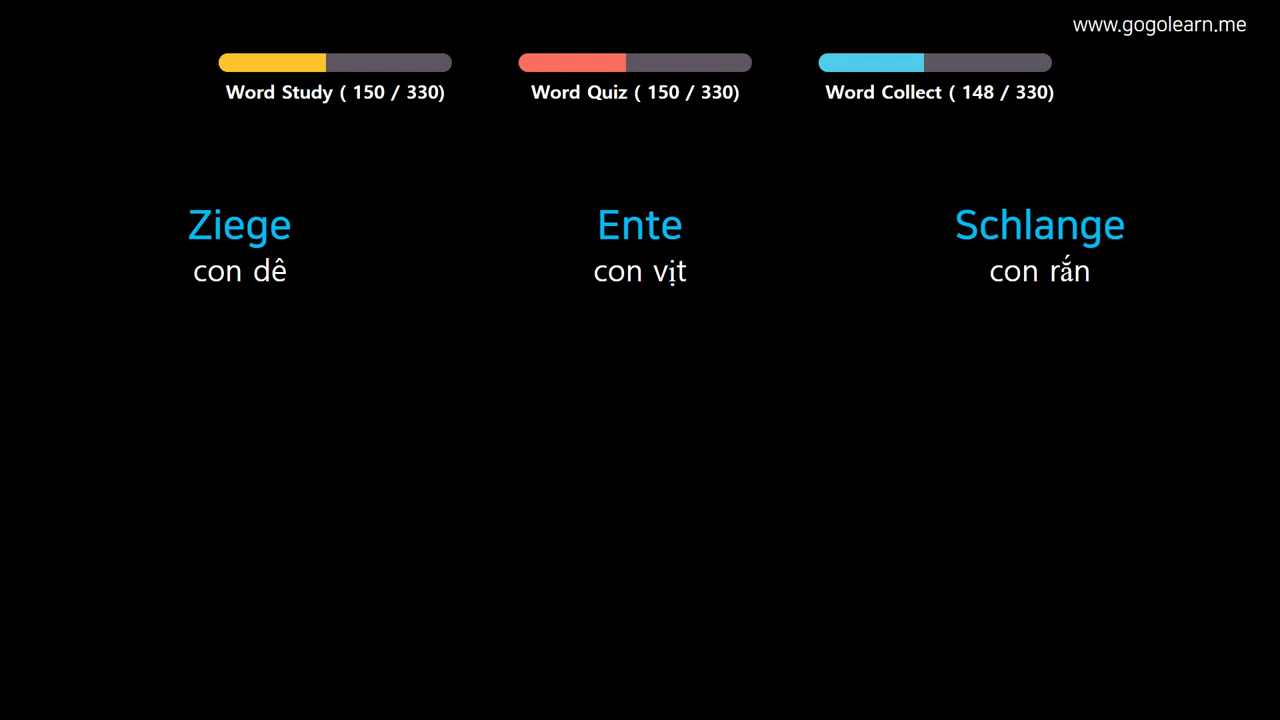 www.gogolearn.me
Word Study ( 150 / 330)
Word Quiz ( 150 / 330)
Word Collect ( 148 / 330)
Ziege
con dê
Ente
con vịt
Schlange
con rắn